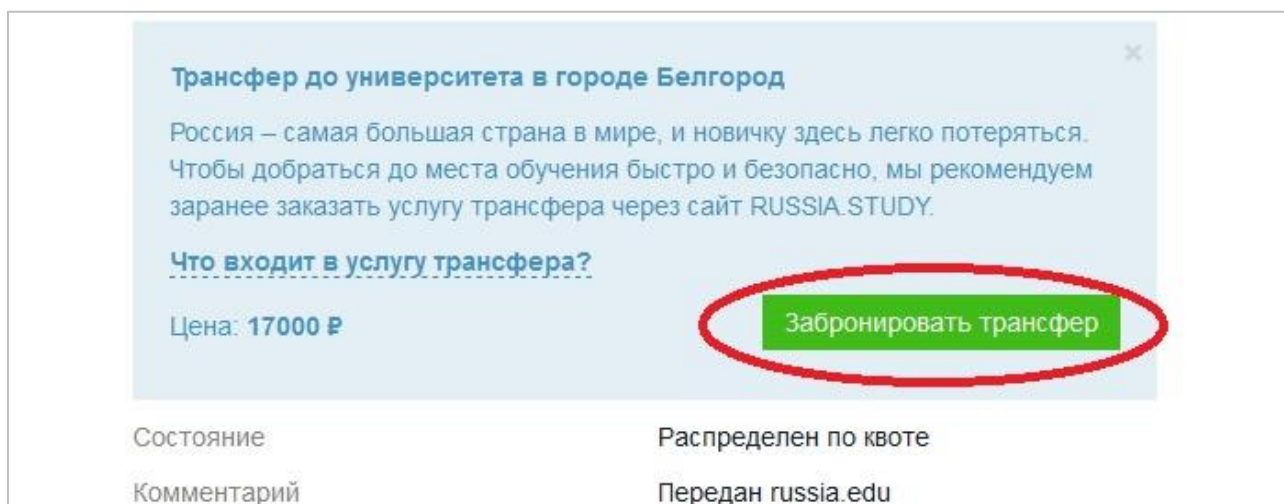 Трансфер до университета в городе Белгород
Россия – самая большая страна в мире, и новичку здесь легко потеряться.
Чтобы добраться до места обучения быстро и безопасно, мы рекомендуем
заранее заказать услугу трансфера через сайт RUSSIA.STUDY.
Что входит в услугу трансфера?
Цена: 17000 ₽
Забронировать трансфер
Состояние
Распределен по квоте
Комментарий
Передан russia.edu